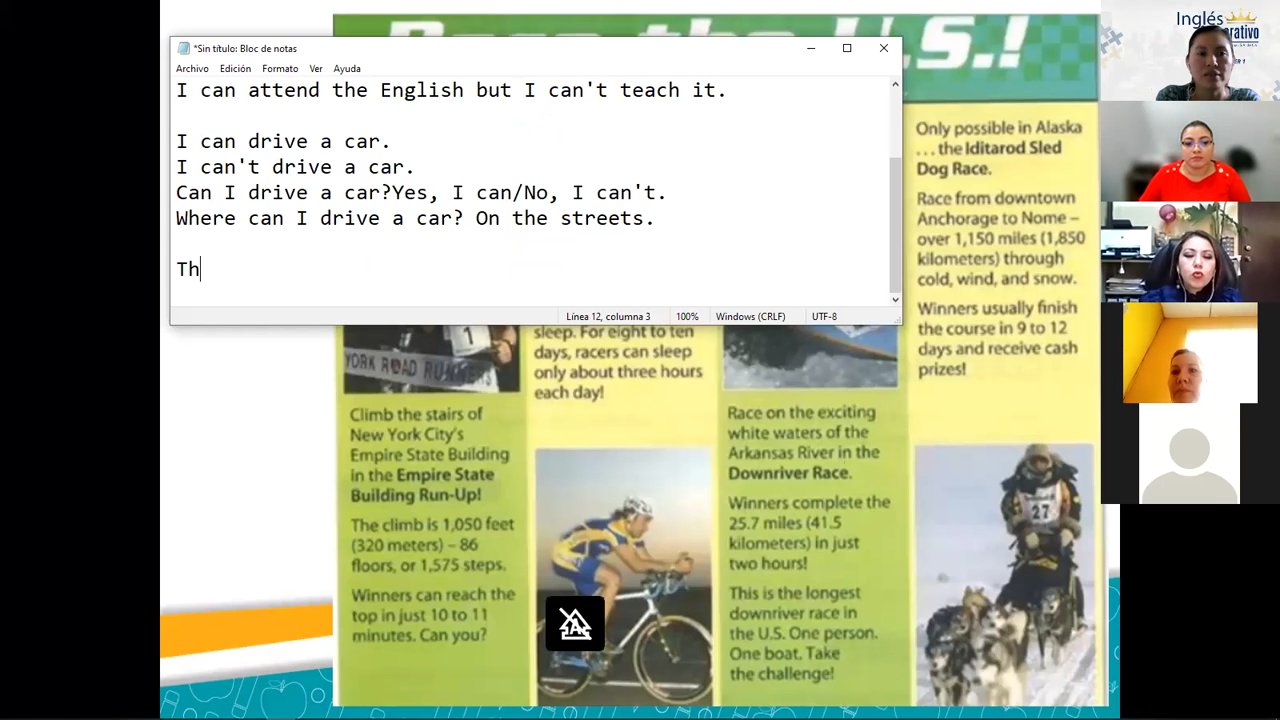 *Sin título: Bloc de notas
Archivo Edición Formato Ver Ayuda
I can attend the English but I can't teach it.
I can drive a car.
I can't drive a car.
Can I drive a car?Yes, I can/No, I can't.
Where can I drive a car? On the streets.
Th
Línea 12, columna 3 100% Windows (CRLF) UTF-8
U.S.!
YORK ROAD RUNNERS
1
Climb the stairs of
New York City's
Empire State Building
in the Empire State
Building Run-Up!
The climb is 1,050 feet
(320 meters) – 86
floors, or 1,575 steps.
Winners can reach the
top in just 10 to 11
minutes. Can you?
sleep. For eight to ten
days, racers can sleep
only about three hours
each day!
Race on the exciting
white waters of the
Arkansas River in the
Downriver Race.
Winners complete the
25.7 miles (41.5
kilometers) in just
two hours!
This is the longest
downriver race in
the U.S. One person.
One boat. Take
the challenge!
Only possible in Alaska
... the Iditarod Sled
Dog Race.
Race from downtown
Anchorage to Nome –
over 1,150 miles (1,850
kilometers) through
cold, wind, and snow.
Winners usually finish
the course in 9 to 12
days and receive cash
prizes!
27
Inglés